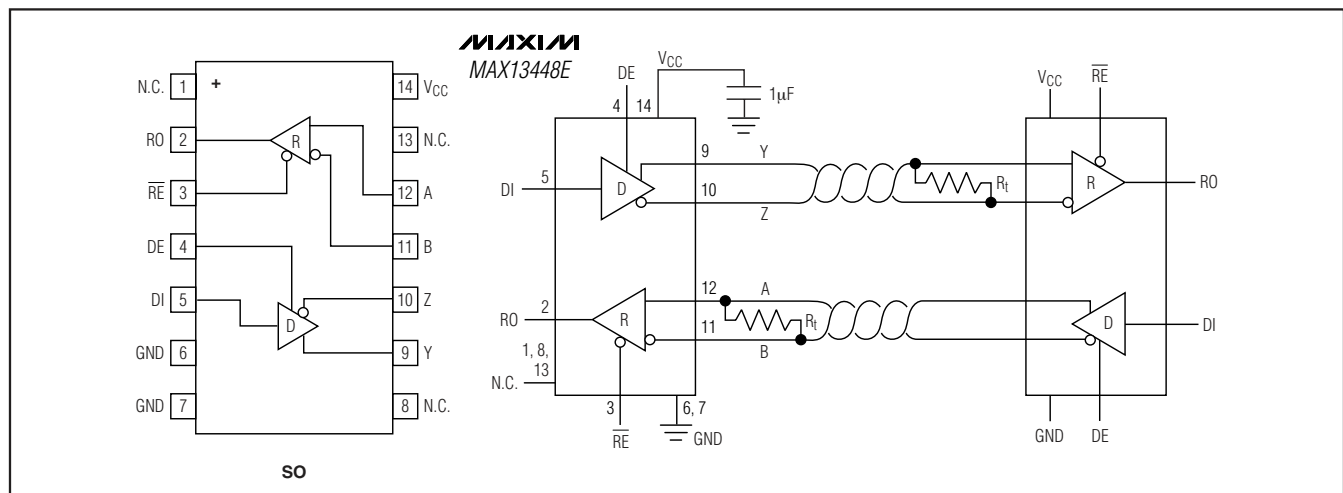 MAXIM
MAX13448E
N.C. 1
+
14 VCC
RO 2
R
13 N.C.
RE 3
12 A
DE 4
11 B
DI 5
D
10 Z
GND 6
9 Y
GND 7
8 N.C.
SO
DE
VCC
4
14
1μF
9
Y
DI
5
D
10
Z
Rt
VCC
RE
R
RO
12
A
RO
2
R
11
B
Rt
D
DI
1, 8,
13
N.C.
3
6, 7
RE
GND
GND
DE